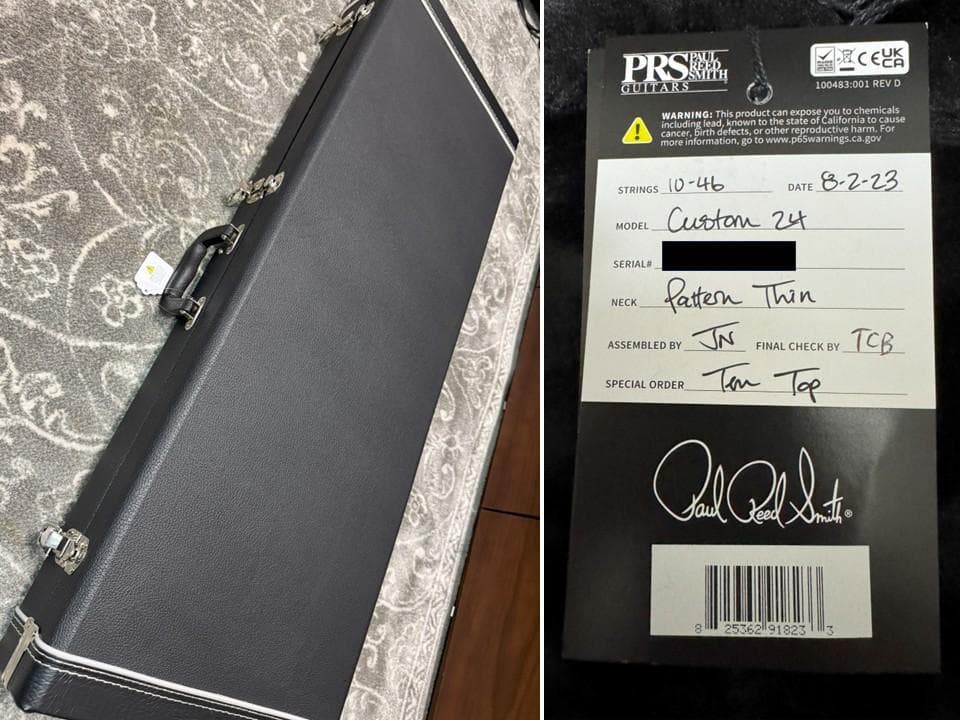 PRS PAUL REED SMITH
GUITARS
CE UK CA
100483:001 REV D
WARNING: This product can expose you to chemicals
including lead, known to the state of California to cause
cancer, birth defects, or other reproductive harm. For
more information, go to www.p65warnings.ca.gov
STRINGS 10-46 DATE 8-2-23
MODEL Custom 24
SERIAL#
NECK Pattern Thin
ASSEMBLED BY JN FINAL CHECK BY TCB
SPECIAL ORDER Ten Top
Paul Reed Smith®
8 25362 91823 3